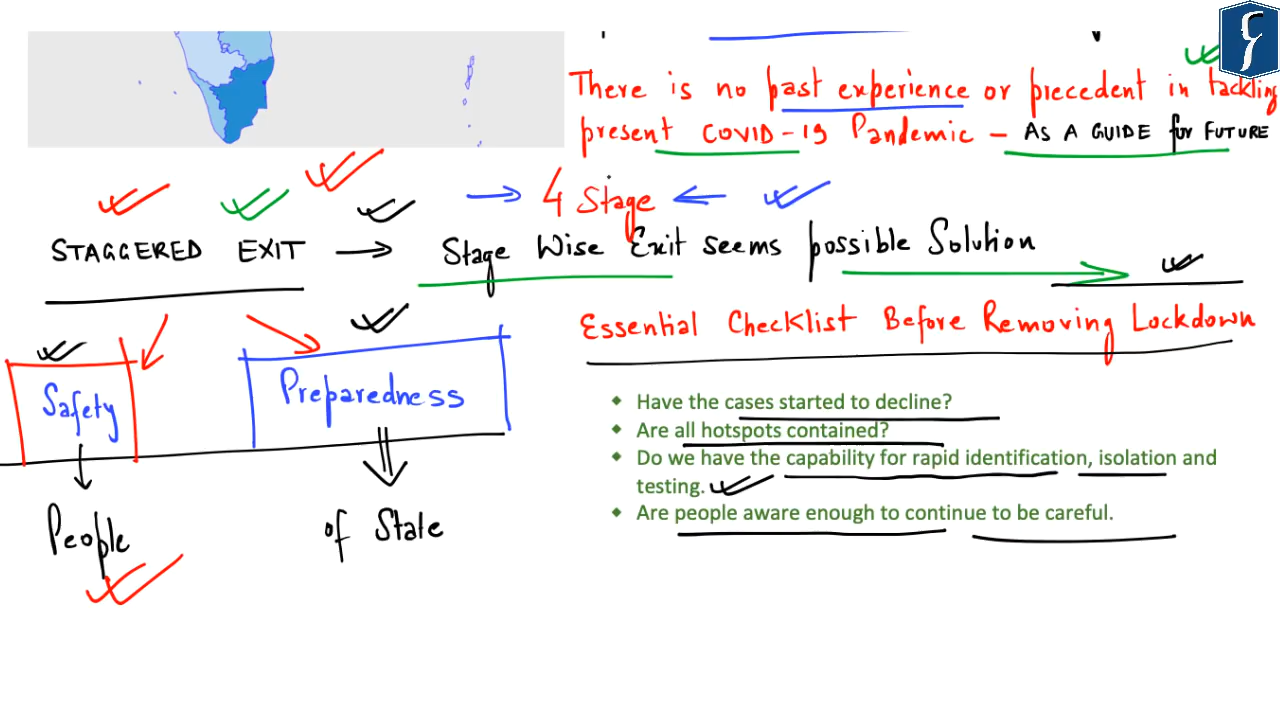 There is no past experience or precedent in tackling
present COVID-19 Pandemic – AS A GUIDE for FUTURE
→ 4 Stage ←
STAGGERED EXIT → Stage Wise Exit seems possible Solution
Essential Checklist Before Removing Lockdown
Safety
Preparedness
◆ Have the cases started to decline?
◆ Are all hotspots contained?
◆ Do we have the capability for rapid identification, isolation and
testing.
◆ Are people aware enough to continue to be careful.
People
of State